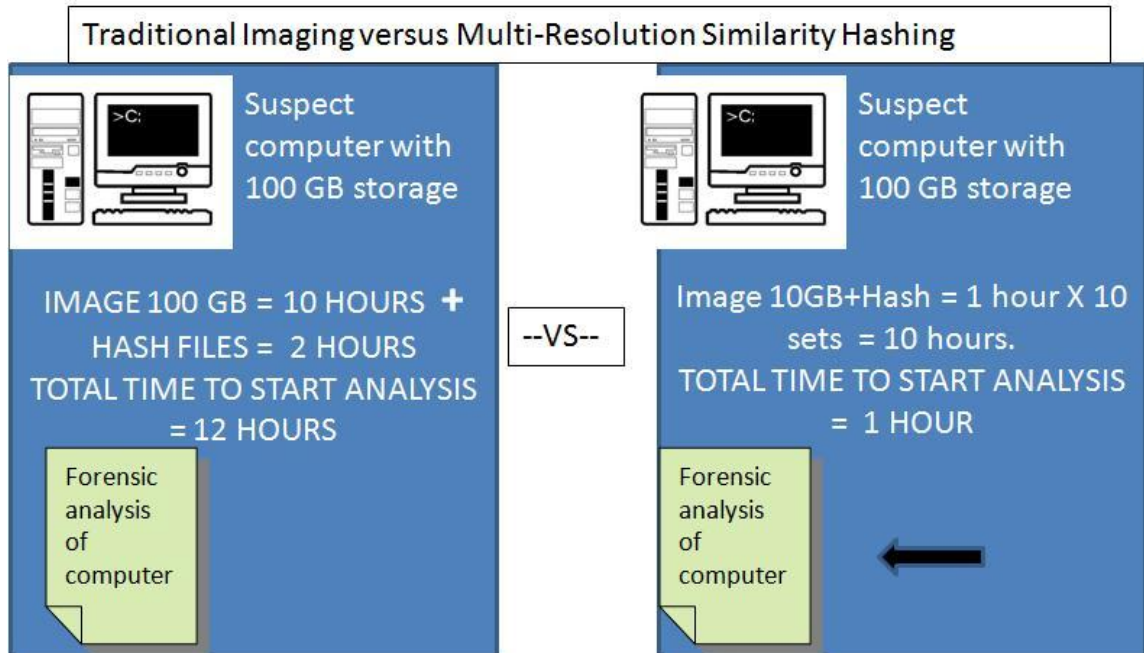 Traditional Imaging versus Multi-Resolution Similarity Hashing
>C;
Suspect
computer with
100 GB storage
IMAGE 100 GB = 10 HOURS +
HASH FILES = 2 HOURS
TOTAL TIME TO START ANALYSIS
= 12 HOURS
Forensic
analysis
of
computer
--VS--
>C;
Suspect
computer with
100 GB storage
Image 10GB+Hash = 1 hour X 10
sets = 10 hours.
TOTAL TIME TO START ANALYSIS
= 1 HOUR
Forensic
analysis
of
computer